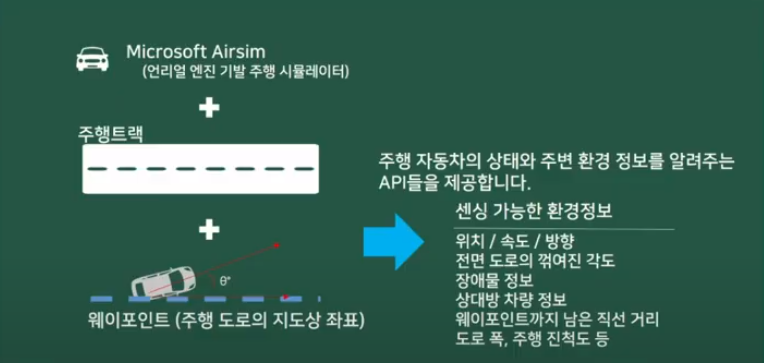 Microsoft Airsim
(언리얼 엔진 기발 주행 시뮬레이터)
주행트랙
θ°
웨이포인트 (주행 도로의 지도상 좌표)
주행 자동차의 상태와 주변 환경 정보를 알려주는
API들을 제공합니다.
센싱 가능한 환경정보
위치 / 속도 / 방향
전면 도로의 꺾여진 각도
장애물 정보
상대방 차량 정보
웨이포인트까지 남은 직선 거리
도로 폭, 주행 진척도 등